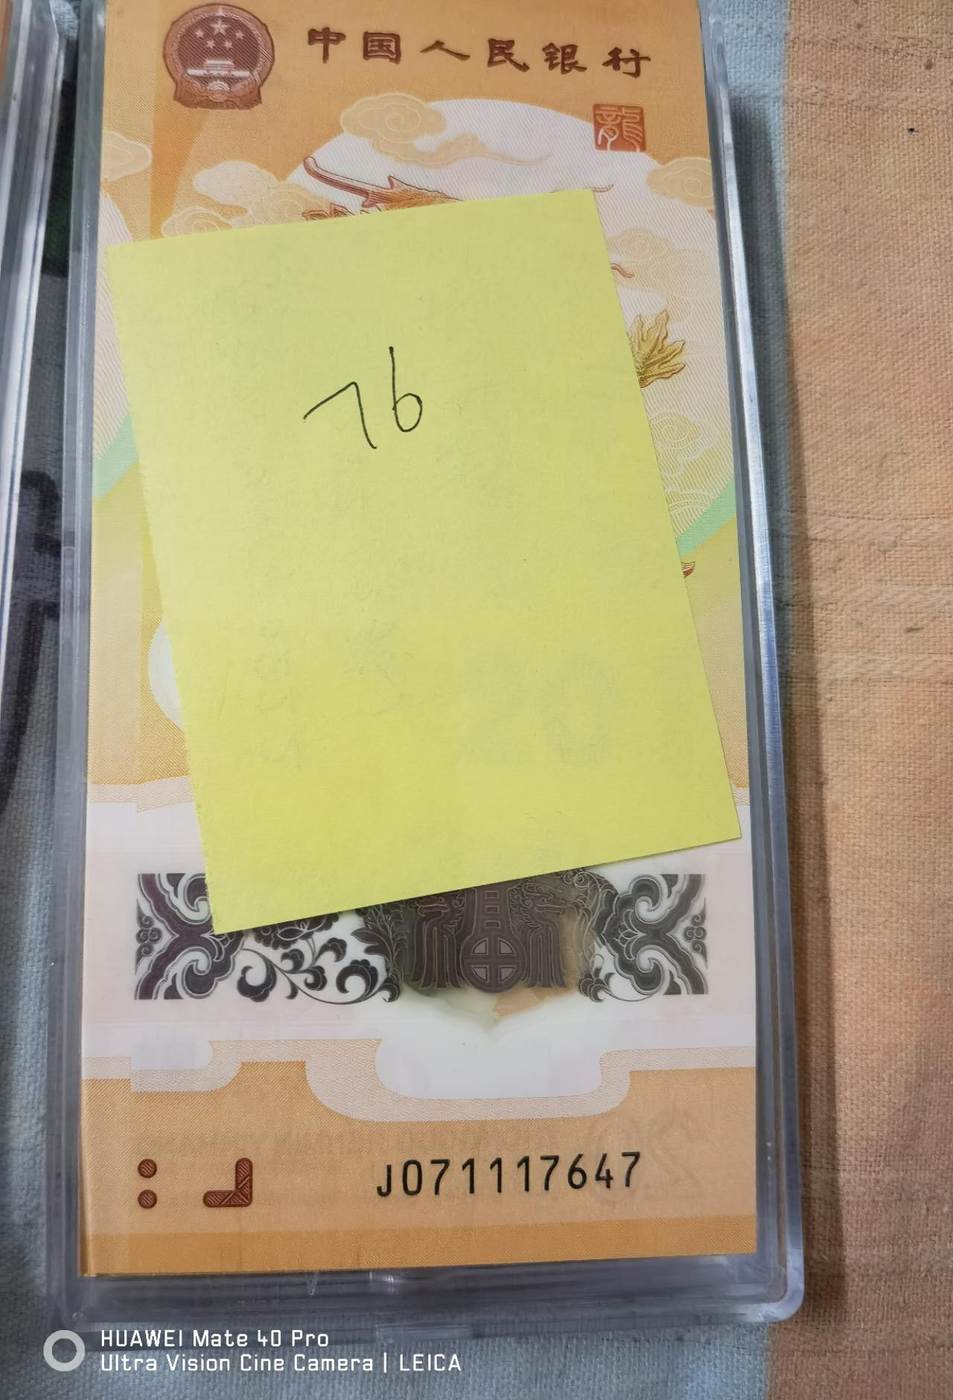 中国人民银行
龍
76
J071117647
HUAWEI Mate 40 Pro
Ultra Vision Cine Camera | LEICA